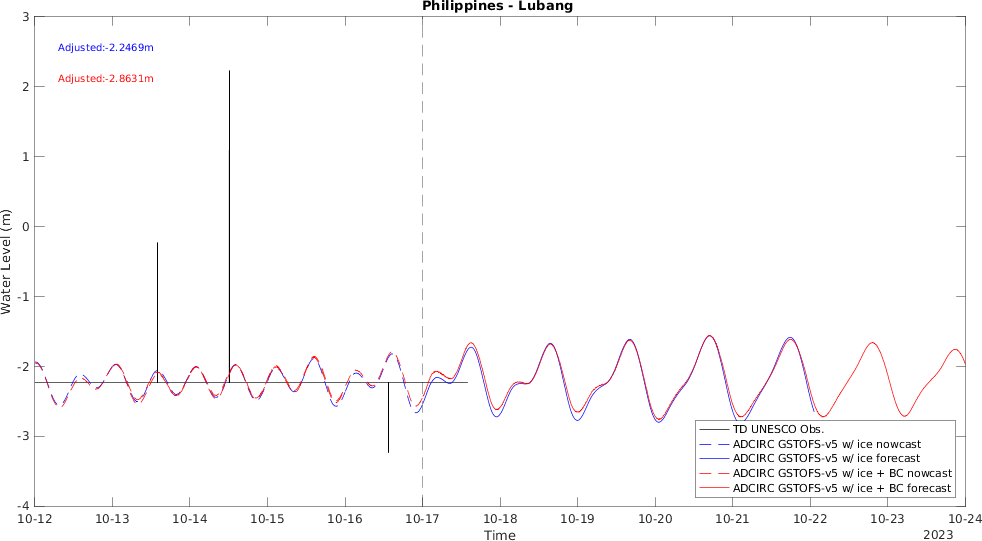 Philippines - Lubang
Adjusted:-2.2469m
Adjusted:-2.8631m
Water Level (m)
3
2
1
0
-1
-2
-3
-4
TD UNESCO Obs.
ADCIRC GSTOFS-v5 w/ ice nowcast
ADCIRC GSTOFS-v5 w/ ice forecast
ADCIRC GSTOFS-v5 w/ ice + BC nowcast
ADCIRC GSTOFS-v5 w/ ice + BC forecast
10-12 10-13 10-14 10-15 10-16 10-17 10-18 10-19 10-20 10-21 10-22 10-23 10-24
Time
2023